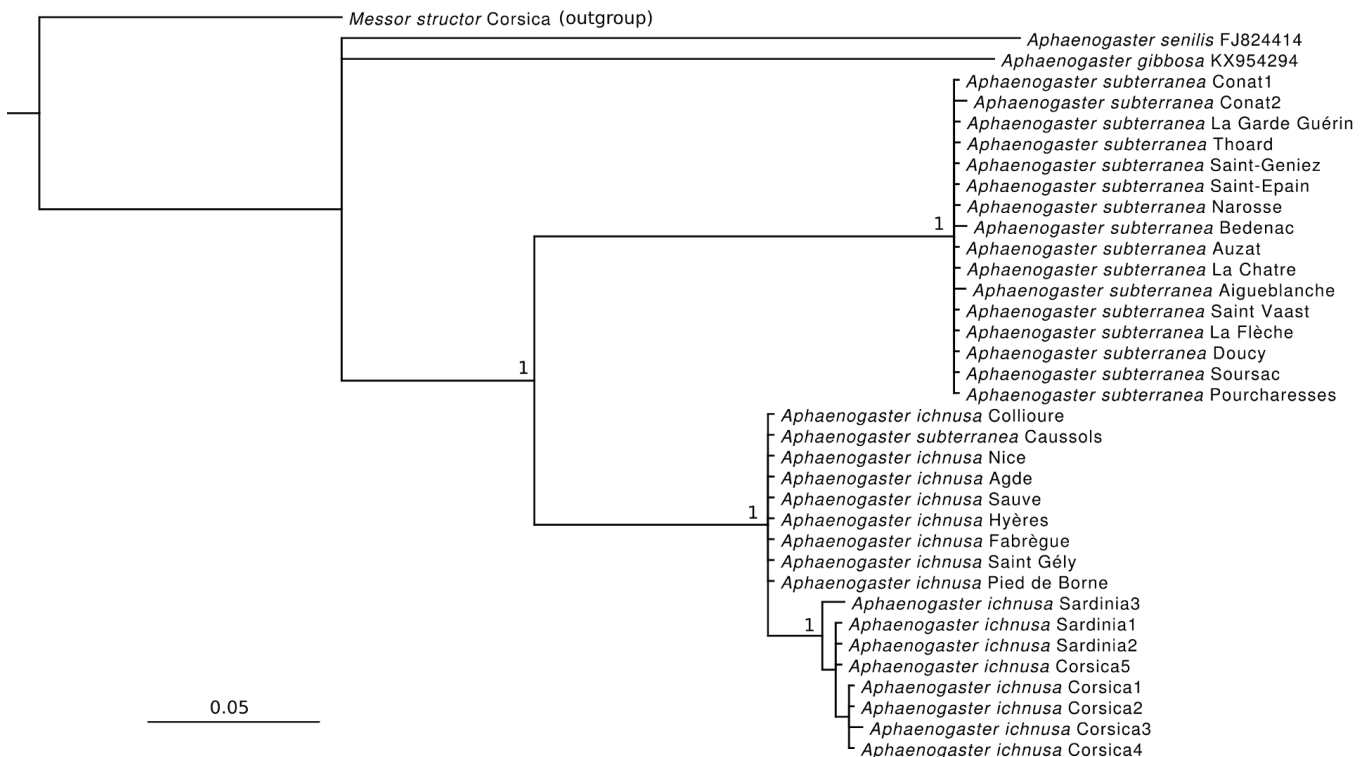 Messor structor Corsica (outgroup)
Aphaenogaster senilis FJ824414
Aphaenogaster gibbosa KX954294
Aphaenogaster subterranea Conat1
Aphaenogaster subterranea Conat2
Aphaenogaster subterranea La Garde Guérin
Aphaenogaster subterranea Thoard
Aphaenogaster subterranea Saint-Geniez
Aphaenogaster subterranea Saint-Epain
Aphaenogaster subterranea Narosse
1
Aphaenogaster subterranea Bedenac
Aphaenogaster subterranea Auzat
Aphaenogaster subterranea La Chatre
Aphaenogaster subterranea Aigueblanche
Aphaenogaster subterranea Saint Vaast
Aphaenogaster subterranea La Flèche
Aphaenogaster subterranea Doucy
1
Aphaenogaster subterranea Soursac
Aphaenogaster subterranea Pourcharesses
Aphaenogaster ichnusa Collioure
Aphaenogaster subterranea Caussols
Aphaenogaster ichnusa Nice
Aphaenogaster ichnusa Agde
Aphaenogaster ichnusa Sauve
1
Aphaenogaster ichnusa Hyères
Aphaenogaster ichnusa Fabrègue
Aphaenogaster ichnusa Saint Gély
Aphaenogaster ichnusa Pied de Borne
Aphaenogaster ichnusa Sardinia3
1
Aphaenogaster ichnusa Sardinia1
Aphaenogaster ichnusa Sardinia2
Aphaenogaster ichnusa Corsica5
Aphaenogaster ichnusa Corsica1
Aphaenogaster ichnusa Corsica2
Aphaenogaster ichnusa Corsica3
Aphaenogaster ichnusa Corsica4
0.05